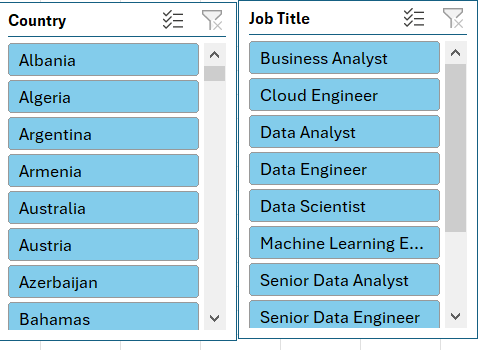 Country
Albania
Algeria
Argentina
Armenia
Australia
Austria
Azerbaijan
Bahamas
Job Title
Business Analyst
Cloud Engineer
Data Analyst
Data Engineer
Data Scientist
Machine Learning E...
Senior Data Analyst
Senior Data Engineer